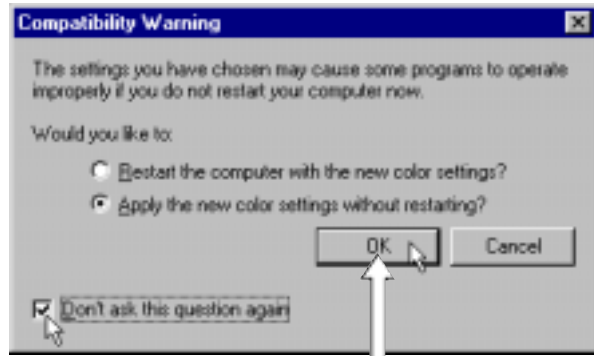 Compatibility Warning
The settings you have chosen may cause some programs to operate
improperly if you do not restart your computer now.
Would you like to:
Restart the computer with the new color settings?
Apply the new color settings without restarting?
OK Cancel
Don't ask this question again